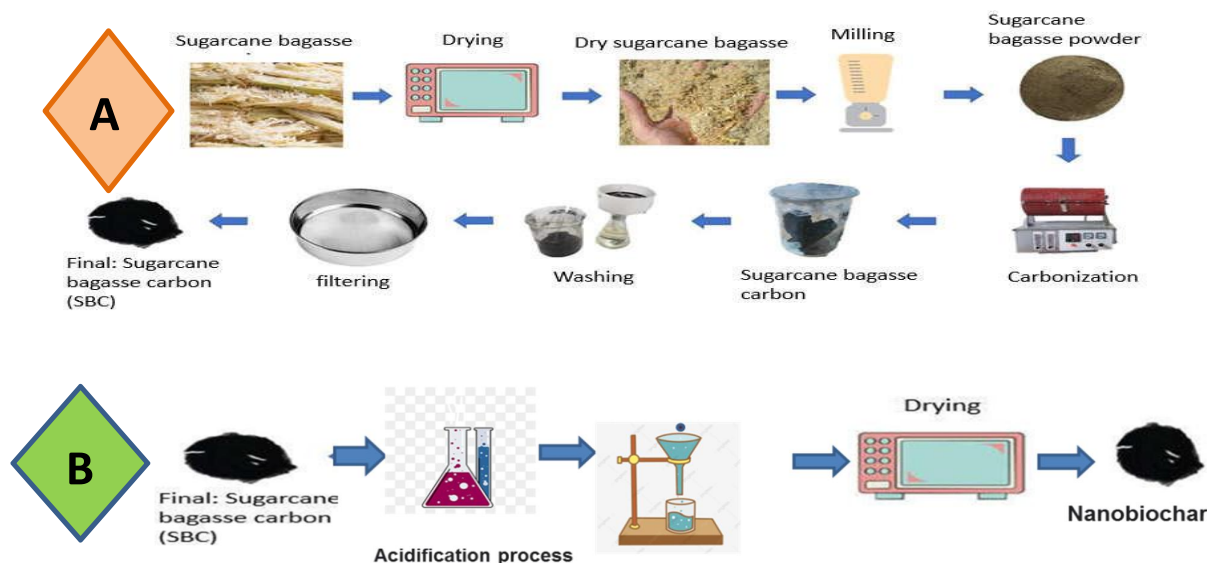 A
Sugarcane bagasse
Drying
Dry sugarcane bagasse
Milling
Sugarcane
bagasse powder
Carbonization
Sugarcane bagasse
carbon
Washing
filtering
Final: Sugarcane
bagasse carbon
(SBC)
B
Final: Sugarcane
bagasse carbon
(SBC)
Acidification process
Drying
Nanobiochar